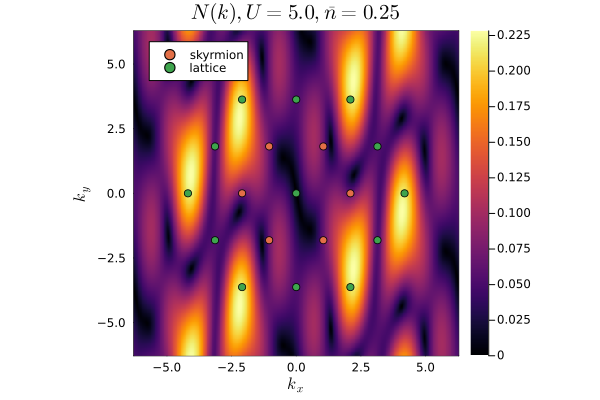 N(k), U = 5.0, n̄ = 0.25
skyrmion
lattice
5.0
2.5
0.0
−2.5
−5.0
k_y
−5.0 −2.5 0.0 2.5 5.0
k_x
0.225
0.200
0.175
0.150
0.125
0.100
0.075
0.050
0.025
0